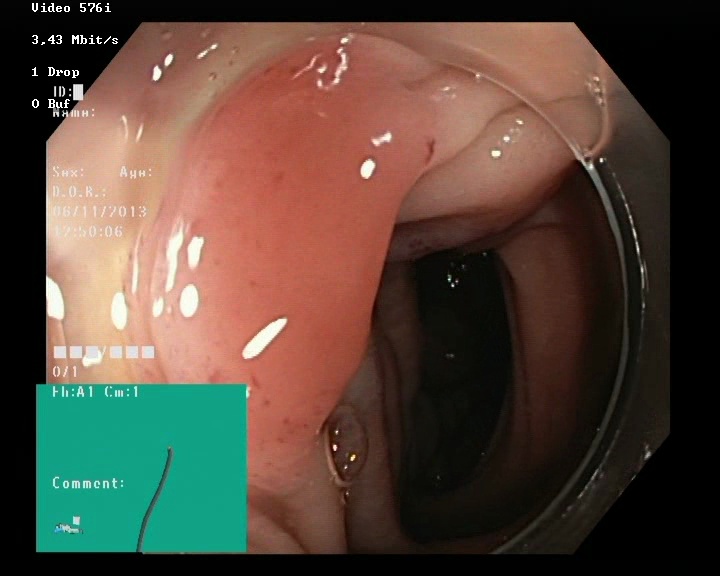 Video 576i
3,43 Mbit/s
1 Drop
ID:
0 Buf
Name:
Sex: Age:
D.O.B.:
06/11/2013
12:50:06
0/1
Eh:A1 Cm:1
Comment: